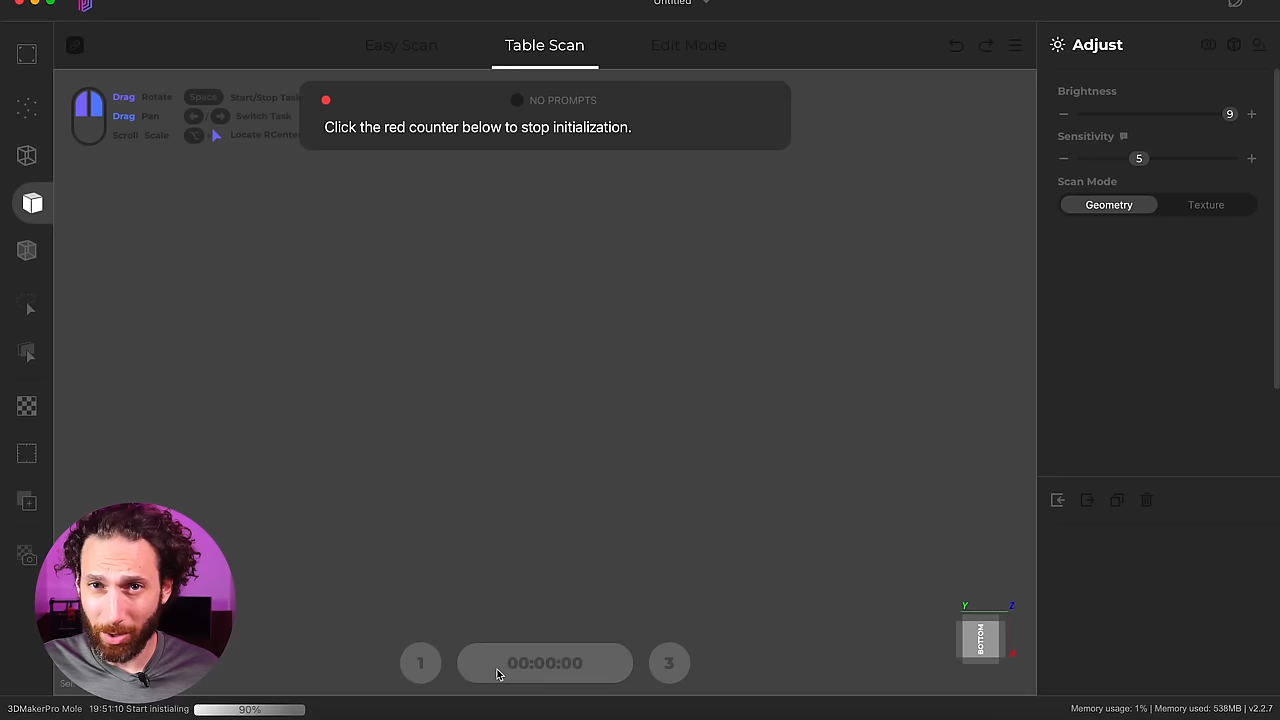 Untitled
Easy Scan
Table Scan
Edit Mode
Adjust
Drag Rotate Space Start/Stop Task
Drag Pan / Switch Task
Scroll Scale Locate RCente
NO PROMPTS
Click the red counter below to stop initialization.
Brightness
9
Sensitivity
5
Scan Mode
Geometry
Texture
Y
Z
BOTTOM
X
1
00:00:00
3
Se
3DMakerPro Mole 19:51:10 Start initialing 90%
Memory usage: 1% | Memory used: 538MB | v2.2.7